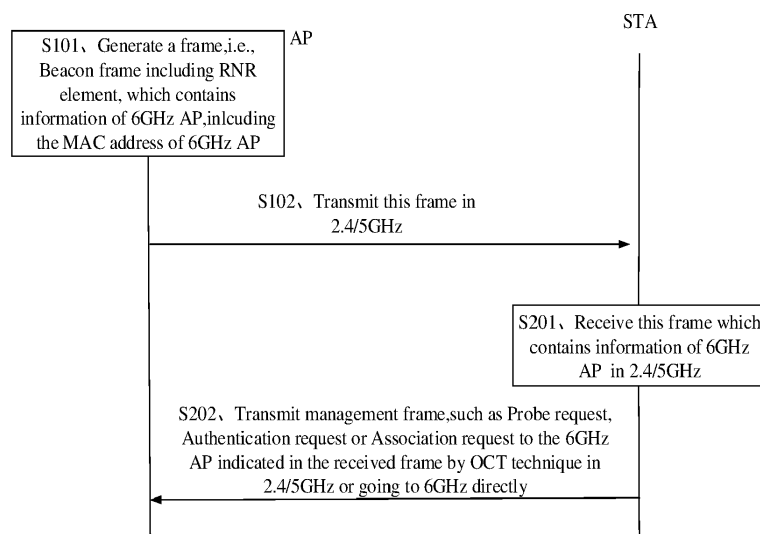 AP
STA
S101、Generate a frame,i.e.,
Beacon frame including RNR
element, which contains
information of 6GHz AP,inlcuding
the MAC address of 6GHz AP
S102、Transmit this frame in
2.4/5GHz
S201、Receive this frame which
contains information of 6GHz
AP in 2.4/5GHz
S202、Transmit management frame,such as Probe request,
Authentication request or Association request to the 6GHz
AP indicated in the received frame by OCT technique in
2.4/5GHz or going to 6GHz directly